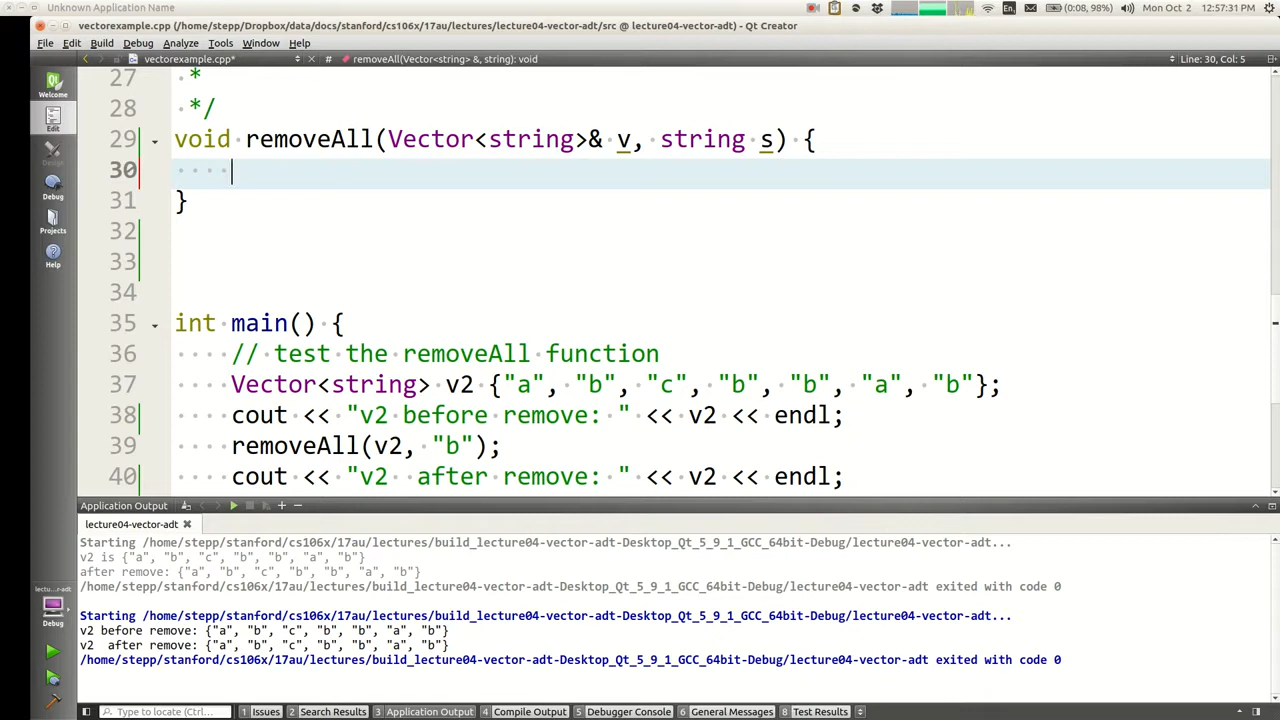 Unknown Application Name
En
(0:08, 98%)
Mon Oct 2 12:57:31 PM
vectorexample.cpp (/home/stepp/Dropbox/data/docs/stanford/cs106x/17au/lectures/lecture04-vector-adt/src @ lecture04-vector-adt) - Qt Creator
File Edit Build Debug Analyze Tools Window Help
vectorexample.cpp* # removeAll(Vector<string> &, string): void Line: 30, Col: 5
Welcome
Edit
Design
Debug
Projects
Help
27 *
28 */
29 void removeAll(Vector<string>& v, string s) {
30
31 }
32
33
34
35 int main() {
36 // test the removeAll function
37 Vector<string> v2 {"a", "b", "c", "b", "b", "a", "b"};
38 cout << "v2 before remove: " << v2 << endl;
39 removeAll(v2, "b");
40 cout << "v2  after remove: " << v2 << endl;
Application Output
lecture04-vector-adt
Starting /home/stepp/stanford/cs106x/17au/lectures/build_lecture04-vector-adt-Desktop_Qt_5_9_1_GCC_64bit-Debug/lecture04-vector-adt...
v2 is {"a", "b", "c", "b", "b", "a", "b"}
after remove: {"a", "b", "c", "b", "b", "a", "b"}
/home/stepp/stanford/cs106x/17au/lectures/build_lecture04-vector-adt-Desktop_Qt_5_9_1_GCC_64bit-Debug/lecture04-vector-adt exited with code 0
Starting /home/stepp/stanford/cs106x/17au/lectures/build_lecture04-vector-adt-Desktop_Qt_5_9_1_GCC_64bit-Debug/lecture04-vector-adt...
v2 before remove: {"a", "b", "c", "b", "b", "a", "b"}
v2  after remove: {"a", "b", "c", "b", "b", "a", "b"}
/home/stepp/stanford/cs106x/17au/lectures/build_lecture04-vector-adt-Desktop_Qt_5_9_1_GCC_64bit-Debug/lecture04-vector-adt exited with code 0
lectu...r-adt
Debug
Type to locate (Ctrl... 1 Issues 2 Search Results 3 Application Output 4 Compile Output 5 Debugger Console 6 General Messages 8 Test Results